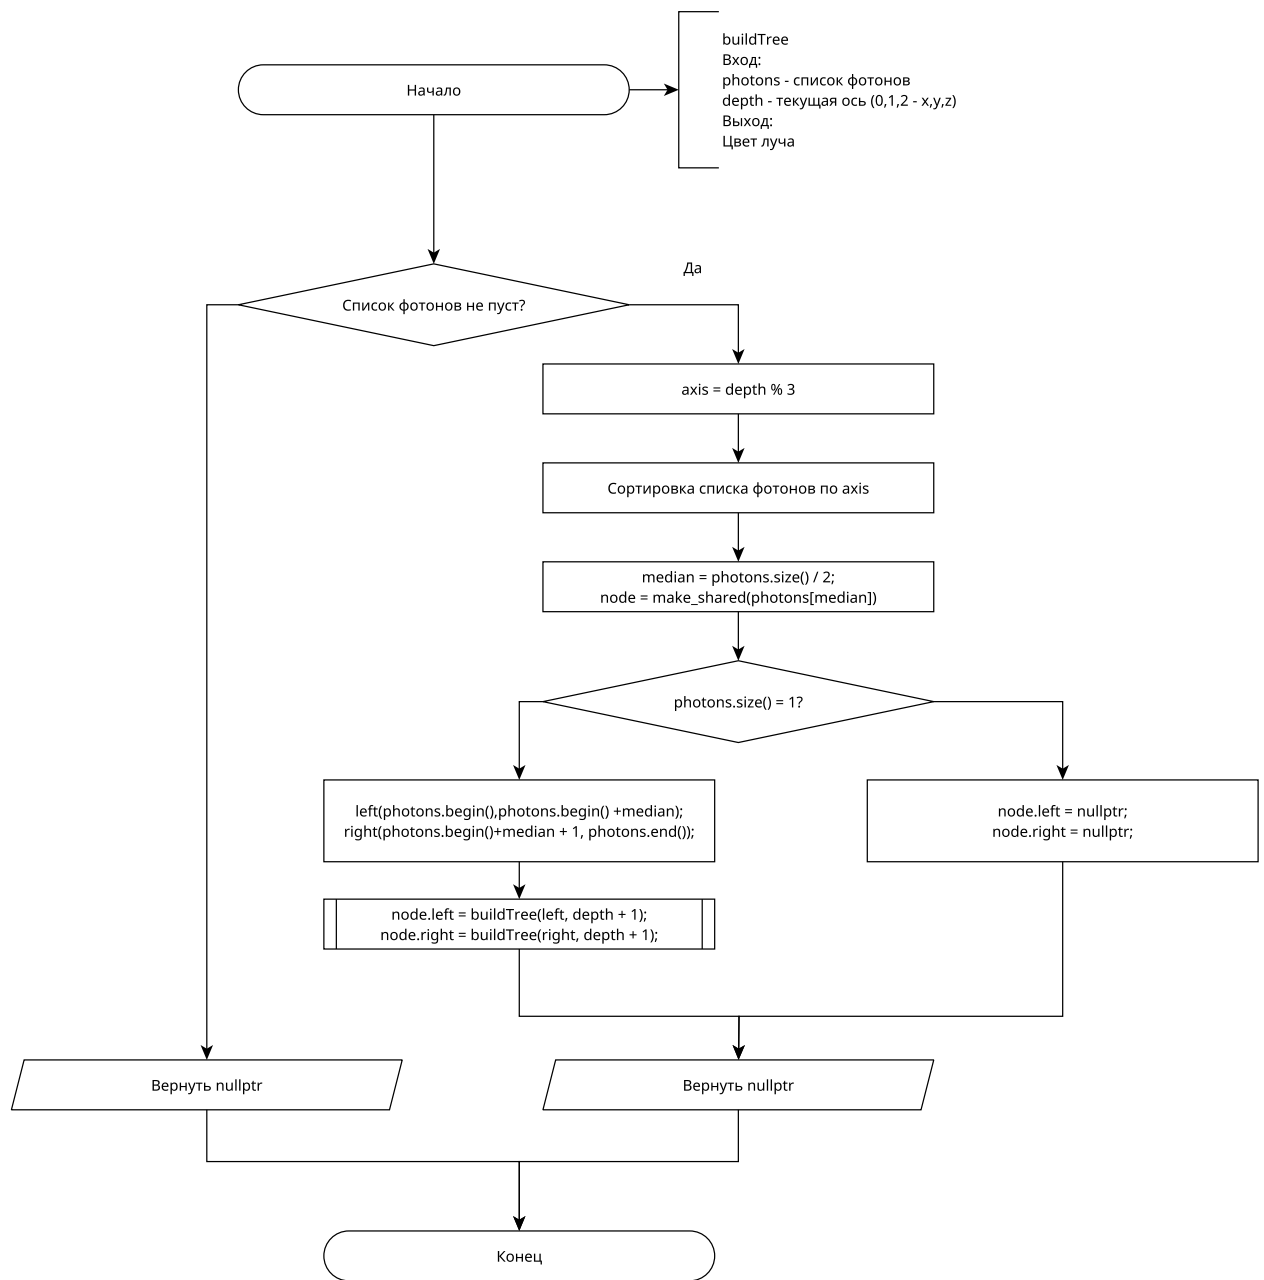 Начало
buildTree
Вход:
photons - список фотонов
depth - текущая ось (0,1,2 - x,y,z)
Выход:
Цвет луча
Да
Список фотонов не пуст?
axis = depth % 3
Сортировка списка фотонов по axis
median = photons.size() / 2;
node = make_shared(photons[median])
photons.size() = 1?
left(photons.begin(),photons.begin() +median);
right(photons.begin()+median + 1, photons.end());
node.left = nullptr;
node.right = nullptr;
node.left = buildTree(left, depth + 1);
node.right = buildTree(right, depth + 1);
Вернуть nullptr
Вернуть nullptr
Конец